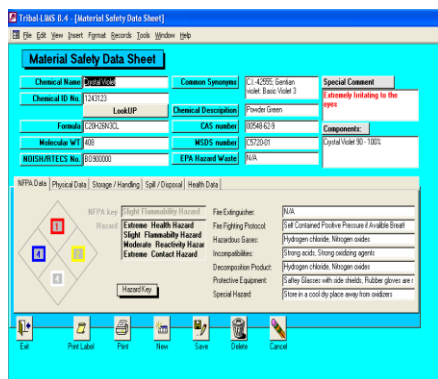 Tribal-LIMS 8.4 - [Material Safety Data Sheet]
File Edit View Insert Format Records Tools Window Help
Material Safety Data Sheet
Chemical Name Crystal Violet
Common Synonyms C.I.-42555; Gentian violet: Basic Violet 3
Special Comment
Extremely Irritating to the eyes
Chemical ID No. 1243123
LookUP
Chemical Discription Powder Green
Formula C20H26N3CL
CAS number 00548-62-9
Components:
Crystal Violet 90 - 100%
Molecular WT 408
MSDS number C5720-01
NOISH/RTECS No. BO900000
EPA Hazard Waste N/A
NFPA Data Physical Data Storage / Handling Spill / Disposal Health Data
NFPA key Slight Flammability Hazard
Hazard Extreme Health Hazard
Slight Flammabilty Hazard
Moderate Reactivity Hazar
Extreme Contact Hazard
1
4
4
Hazard Key
Fire Extinguisher: N/A
Fire Fighting Protocol: Self Contained Positive Pressure if Availible Breath
Hazardous Gases: Hydrogen chloride, Nitrogen oxides
Incompatibilities: Strong acids, Strong oxidizing agents
Decomposition Product: Hydrogen chloride, Nitrogen oxides
Protective Equipment: Saftey Glasses with side shields, Rubber gloves are r
Special Hazard Store in a cool dry place away from oxidizers
Exit Print Label Print New Save Delete Cancel